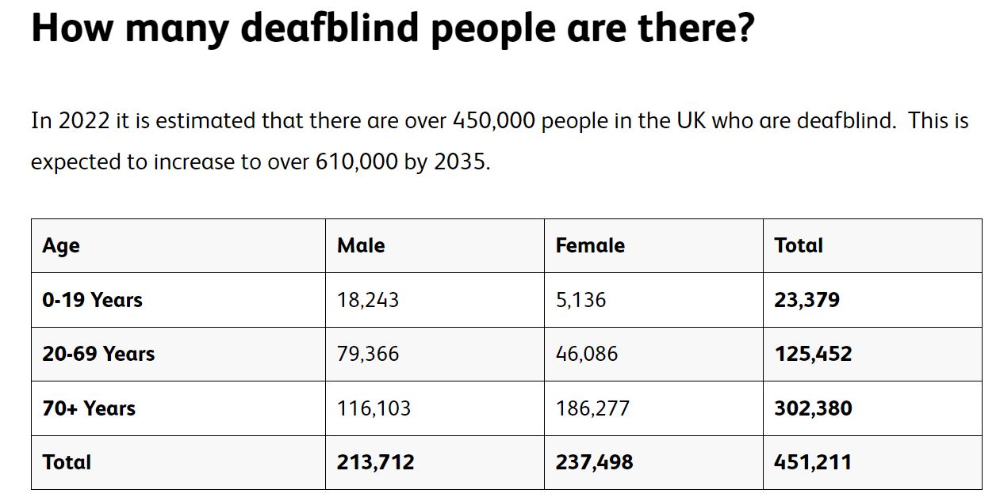 How many deafblind people are there?
In 2022 it is estimated that there are over 450,000 people in the UK who are deafblind.  This is
expected to increase to over 610,000 by 2035.
Age Male Female Total
0-19 Years 18,243 5,136 23,379
20-69 Years 79,366 46,086 125,452
70+ Years 116,103 186,277 302,380
Total 213,712 237,498 451,211